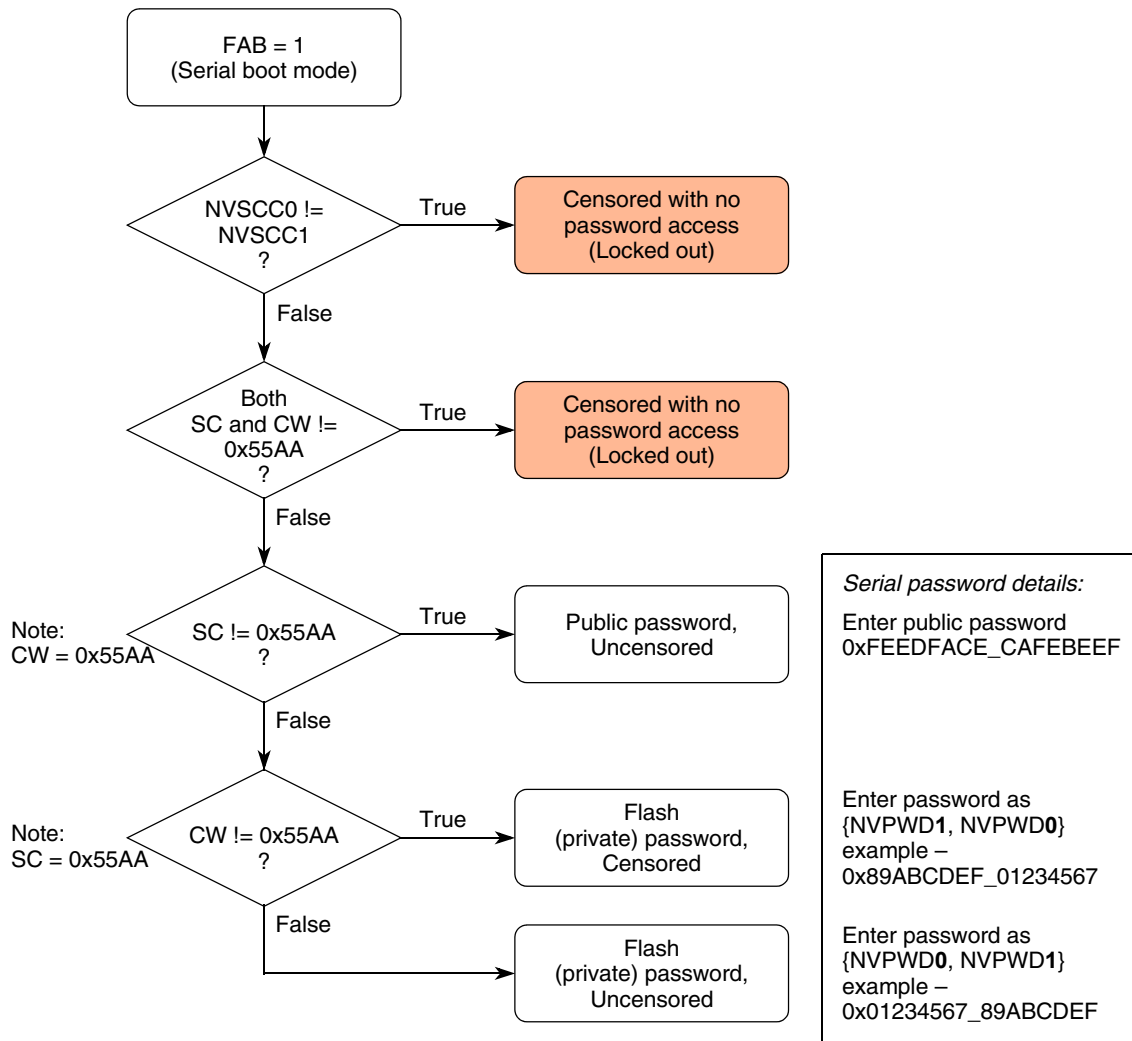 FAB = 1
(Serial boot mode)
NVSCC0 !=
NVSCC1
?
True
Censored with no
password access
(Locked out)
False
Both
SC and CW !=
0x55AA
?
True
Censored with no
password access
(Locked out)
False
Note:
CW = 0x55AA
SC != 0x55AA
?
True
Public password,
Uncensored
Serial password details:
Enter public password
0xFEEDFACE_CAFEBEEF
False
Note:
SC = 0x55AA
CW != 0x55AA
?
True
Flash
(private) password,
Censored
Enter password as
{NVPWD1, NVPWD0}
example –
0x89ABCDEF_01234567
False
Flash
(private) password,
Uncensored
Enter password as
{NVPWD0, NVPWD1}
example –
0x01234567_89ABCDEF